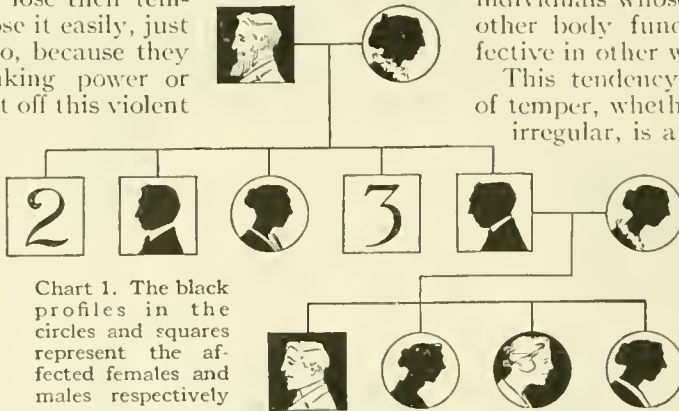 lose their tem-
ose it easily, just
o, because they
aking power or
t off this violent
individuals whose
other body func
fective in other w
This tendency
of temper, wheth
irregular, is a
2
3
Chart 1. The black
profiles in the
circles and squares
represent the af-
fected females and
males respectively